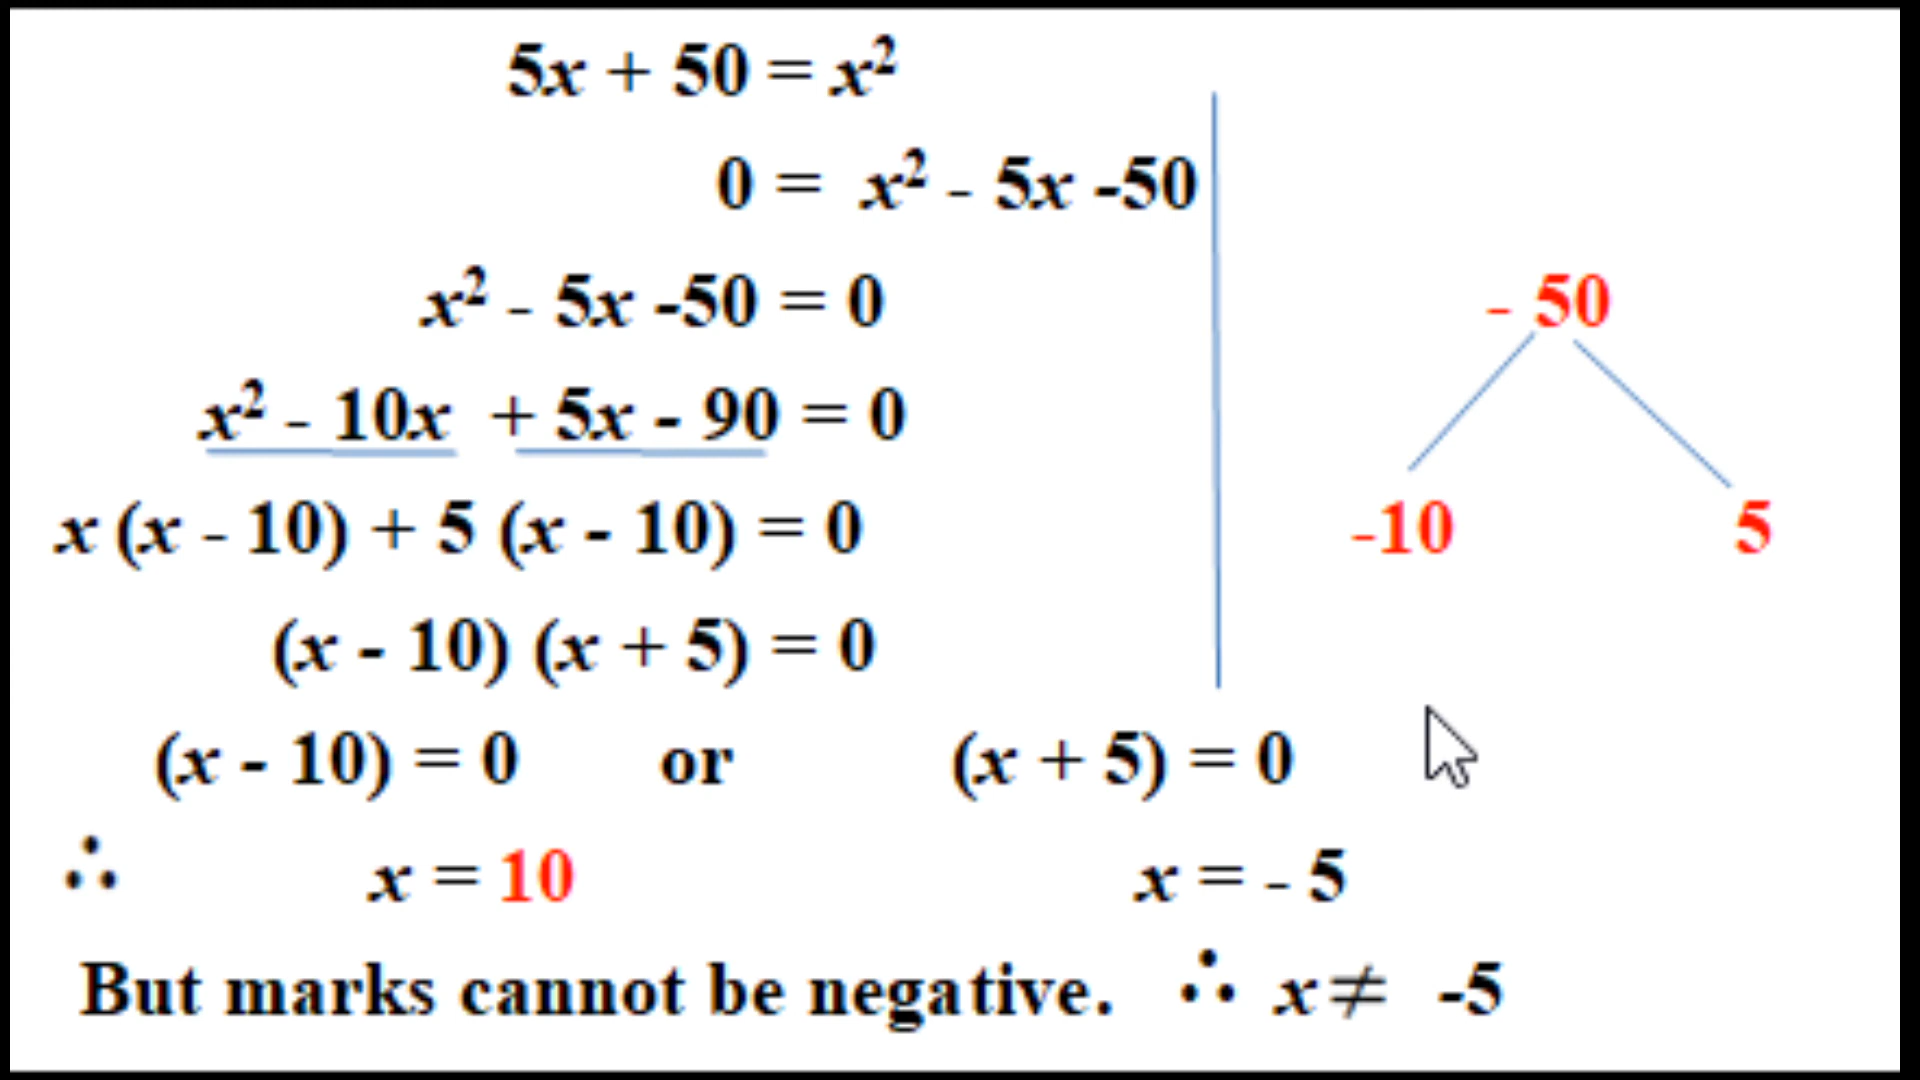 5x + 50 = x²
0 = x² - 5x -50
x² - 5x -50 = 0
x² - 10x + 5x - 90 = 0
x (x - 10) + 5 (x - 10) = 0
(x - 10) (x + 5) = 0
(x - 10) = 0 or (x + 5) = 0
∴ x = 10 x = - 5
But marks cannot be negative. ∴ x ≠ -5
- 50
-10 5